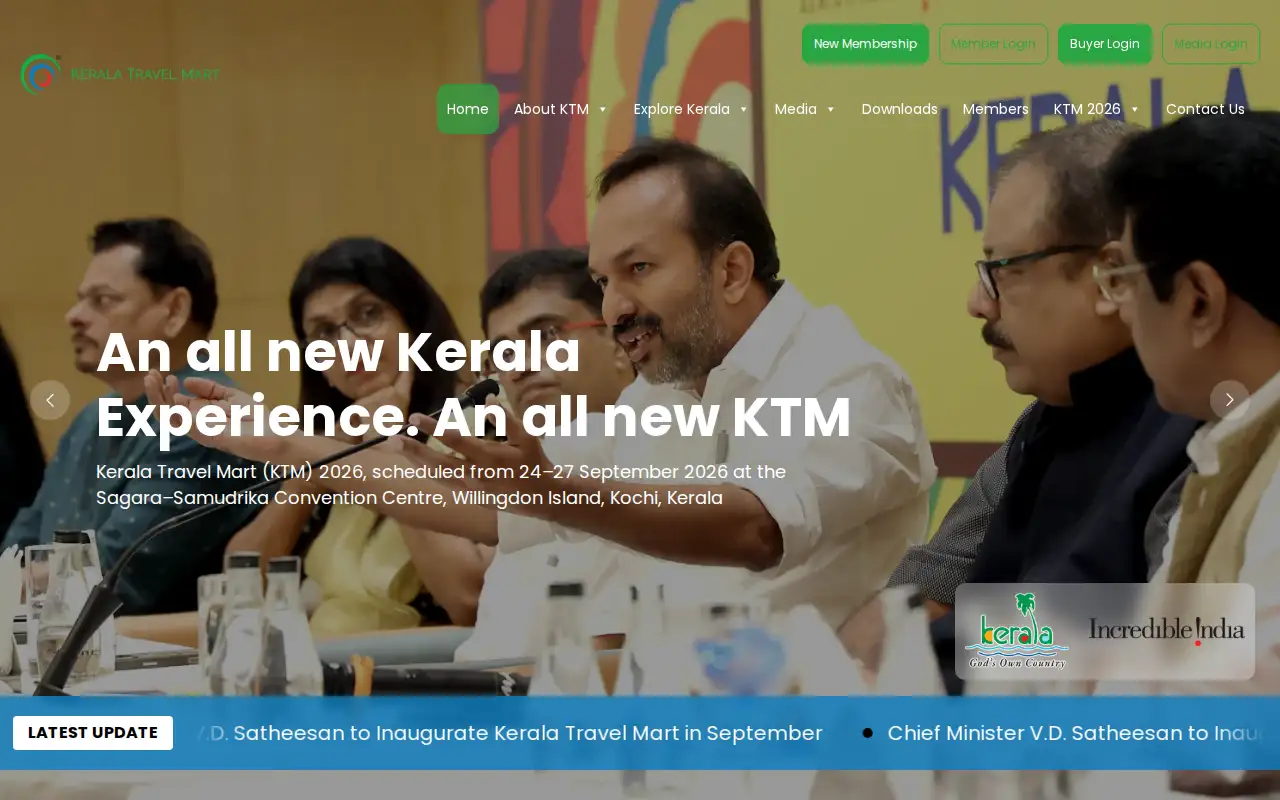 New Membership
Member Login
Buyer Login
Media Login
KERALA TRAVEL MART
Home
About KTM
Explore Kerala
Media
Downloads
Members
KTM 2026
Contact Us
KERALA
An all new Kerala
Experience. An all new KTM
Kerala Travel Mart (KTM) 2026, scheduled from 24–27 September 2026 at the
Sagara–Samudrika Convention Centre, Willingdon Island, Kochi, Kerala
kerala
God's Own Country
Incredible !ndia
LATEST UPDATE
V.D. Satheesan to Inaugurate Kerala Travel Mart in September
Chief Minister V.D. Satheesan to Inau